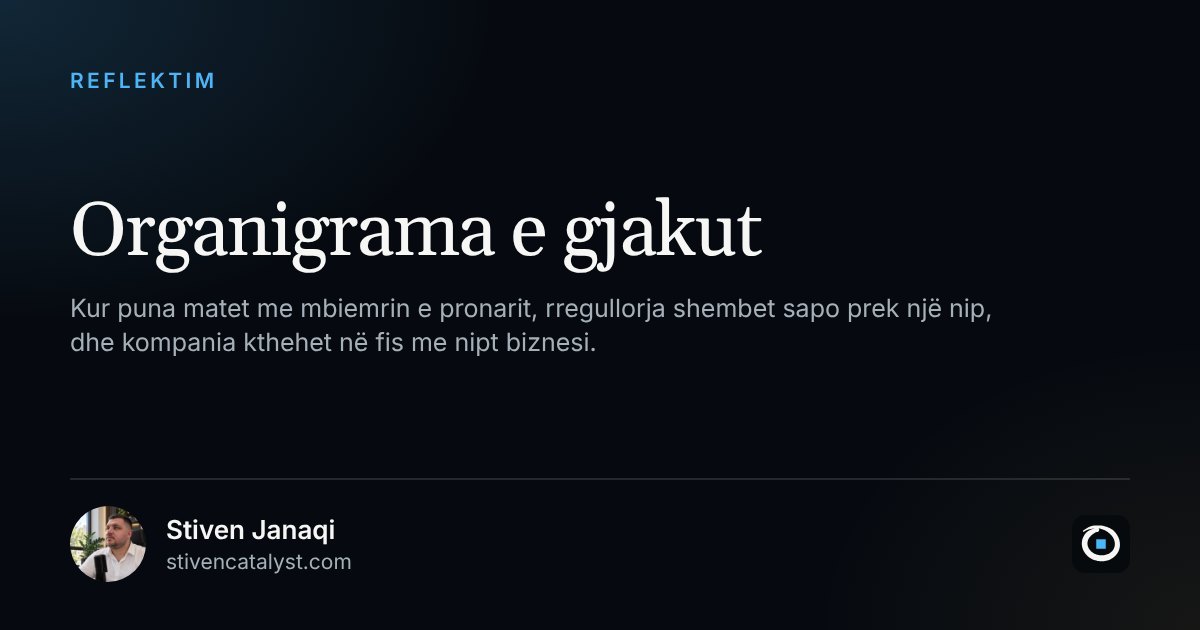 REFLEKTIM
Organigrama e gjakut
Kur puna matet me mbiemrin e pronarit, rregullorja shembet sapo prek një nip,
dhe kompania kthehet në fis me nipt biznesi.
Stiven Janaqi
stivencatalyst.com